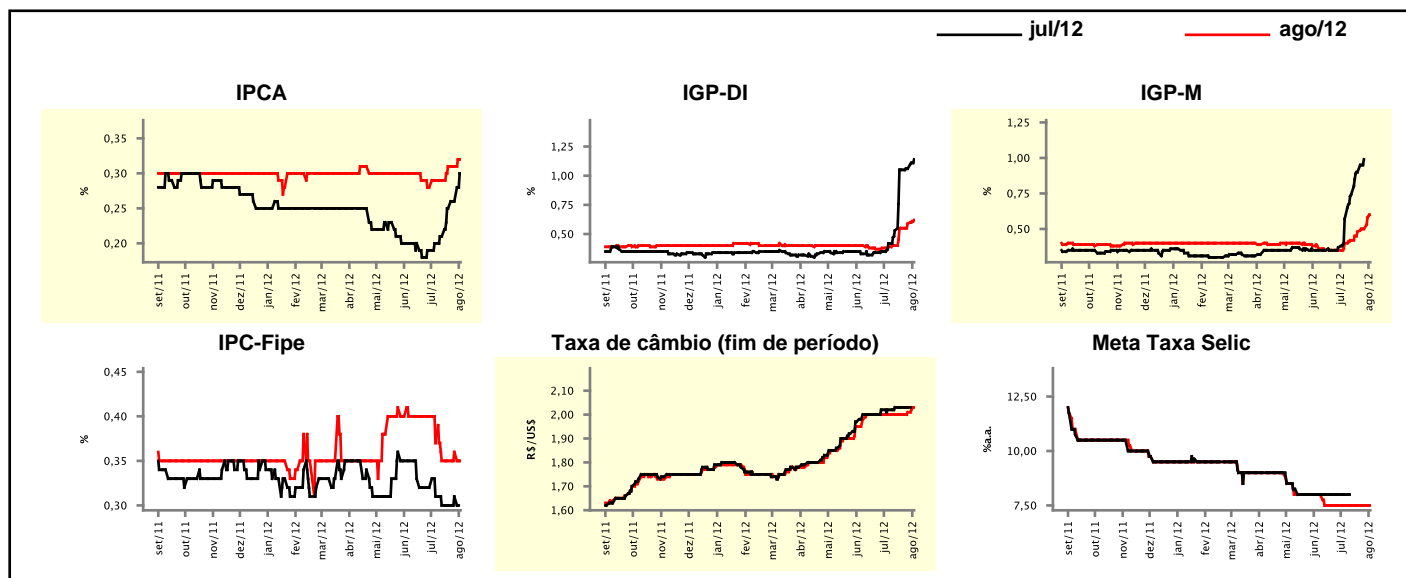 jul/12 ago/12
IPCA
%
0,35
0,30
0,25
0,20
set/11 out/11 nov/11 dez/11 jan/12 fev/12 mar/12 abr/12 mai/12 jun/12 jul/12 ago/12
IGP-DI
%
1,25
1,00
0,75
0,50
set/11 out/11 nov/11 dez/11 jan/12 fev/12 mar/12 abr/12 mai/12 jun/12 jul/12 ago/12
IGP-M
%
1,25
1,00
0,75
0,50
set/11 out/11 nov/11 dez/11 jan/12 fev/12 mar/12 abr/12 mai/12 jun/12 jul/12 ago/12
IPC-Fipe
%
0,45
0,40
0,35
0,30
set/11 out/11 nov/11 dez/11 jan/12 fev/12 mar/12 abr/12 mai/12 jun/12 jul/12 ago/12
Taxa de câmbio (fim de período)
R$/US$
2,10
2,00
1,90
1,80
1,70
1,60
set/11 out/11 nov/11 dez/11 jan/12 fev/12 mar/12 abr/12 mai/12 jun/12 jul/12 ago/12
Meta Taxa Selic
%a.a.
12,50
10,00
7,50
set/11 out/11 nov/11 dez/11 jan/12 fev/12 mar/12 abr/12 mai/12 jun/12 jul/12 ago/12